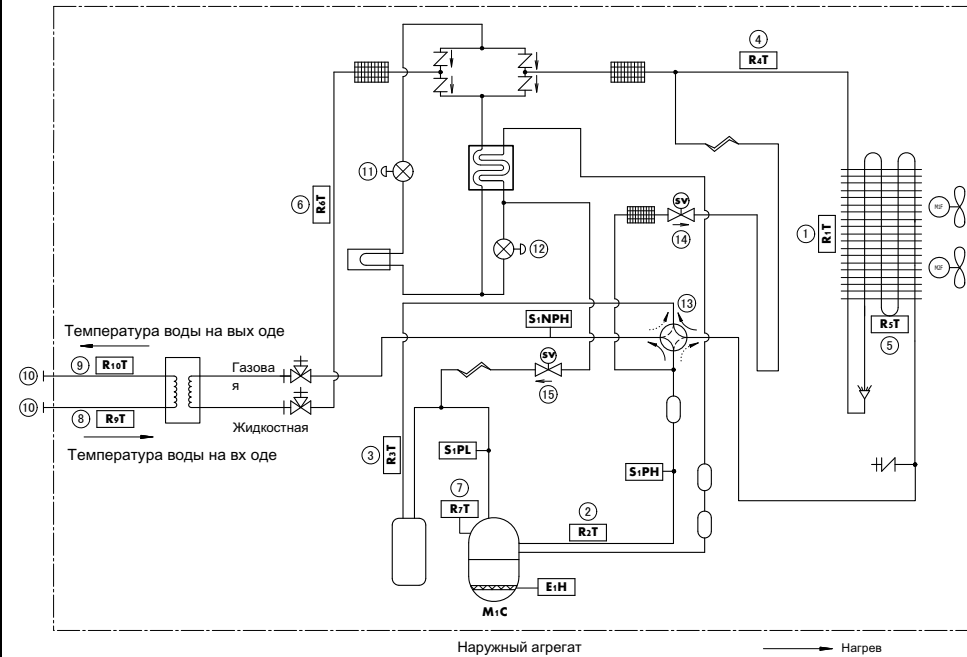 4
R4T
11
6
R6T
SV
14
1
R1T
M1F
12
13
S1NPH
M2F
R5T
5
Температура воды на вых оде
9
R10T
10
Газова
я
SV
15
10
8
R9T
Жидкостная
Температура воды на вх оде
3
R3T
S1PL
S1PH
7
R7T
2
R2T
E1H
M1C
Наружный агрегат
Нагрев